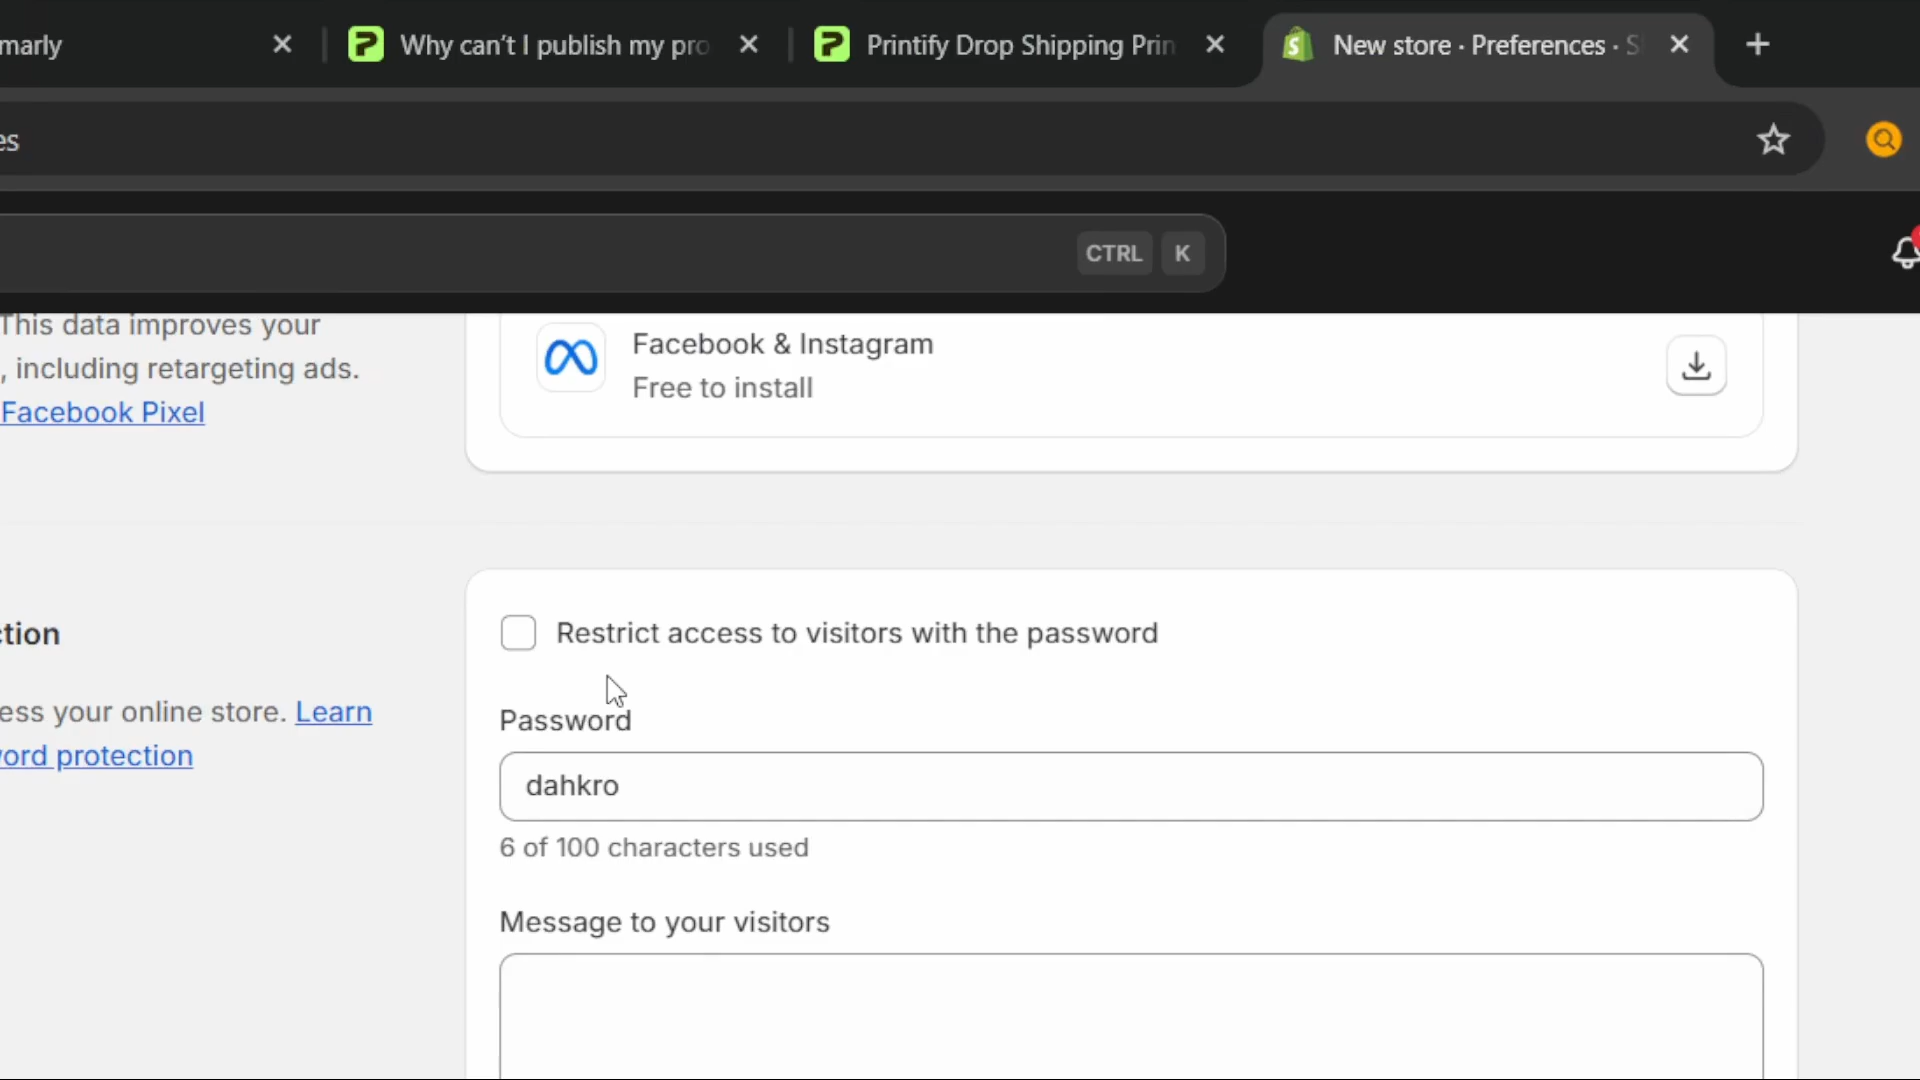 marly
Why can't I publish my pro
Printify Drop Shipping Prin
New store · Preferences · S
es
CTRL K
This data improves your
, including retargeting ads.
Facebook Pixel
Facebook & Instagram
Free to install
ction
ess your online store. Learn
word protection
Restrict access to visitors with the password
Password
dahkro
6 of 100 characters used
Message to your visitors